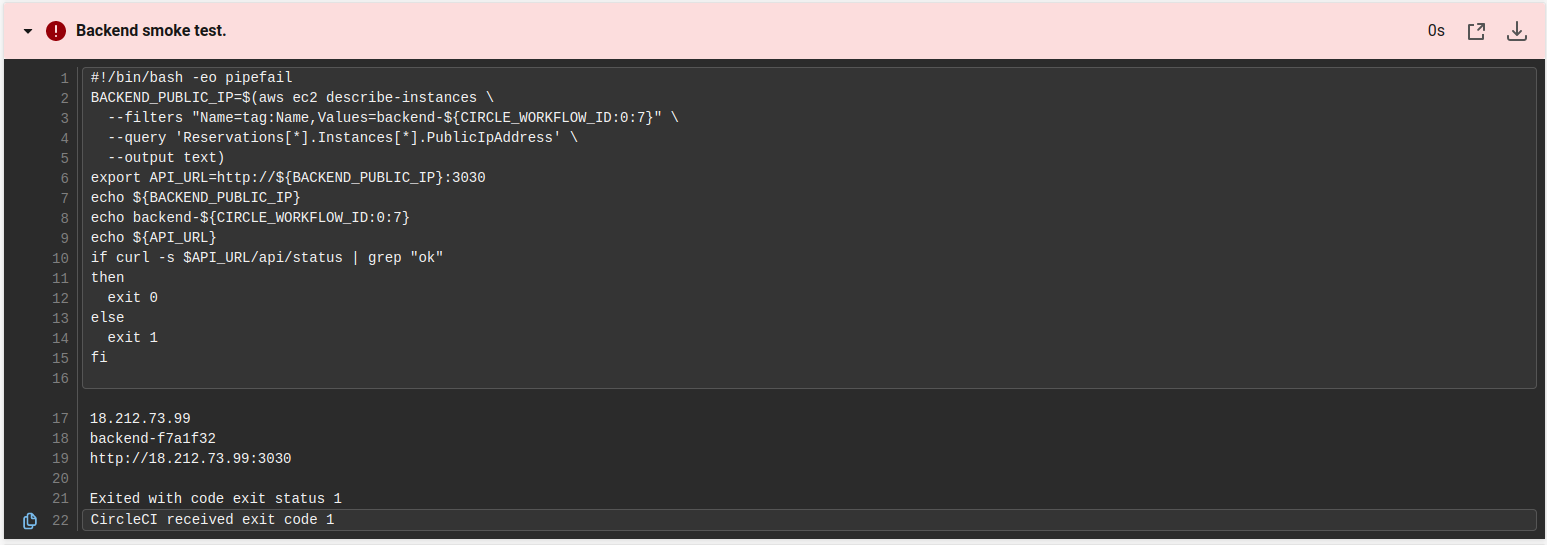 Backend smoke test.
0s
1 #!/bin/bash -eo pipefail
2 BACKEND_PUBLIC_IP=$(aws ec2 describe-instances \
3   --filters "Name=tag:Name,Values=backend-${CIRCLE_WORKFLOW_ID:0:7}" \
4   --query 'Reservations[*].Instances[*].PublicIpAddress' \
5   --output text)
6 export API_URL=http://${BACKEND_PUBLIC_IP}:3030
7 echo ${BACKEND_PUBLIC_IP}
8 echo backend-${CIRCLE_WORKFLOW_ID:0:7}
9 echo ${API_URL}
10 if curl -s $API_URL/api/status | grep "ok"
11 then
12   exit 0
13 else
14   exit 1
15 fi
16
17 18.212.73.99
18 backend-f7a1f32
19 http://18.212.73.99:3030
20
21 Exited with code exit status 1
22 CircleCI received exit code 1